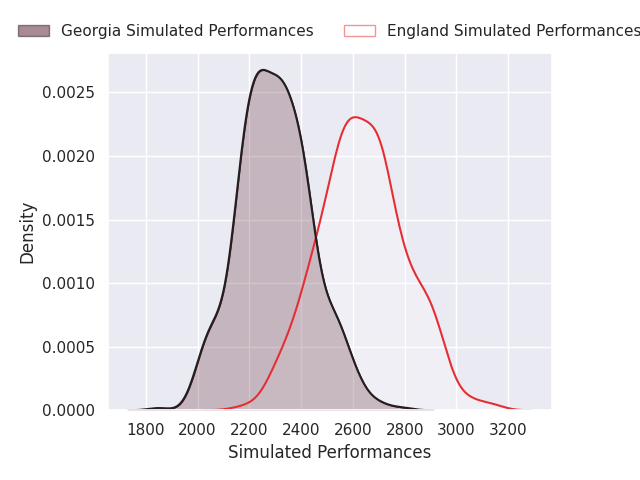 Georgia Simulated Performances England Simulated Performances
0.0025
0.0020
0.0015
0.0010
0.0005
0.0000
Density
1800 2000 2200 2400 2600 2800 3000 3200
Simulated Performances